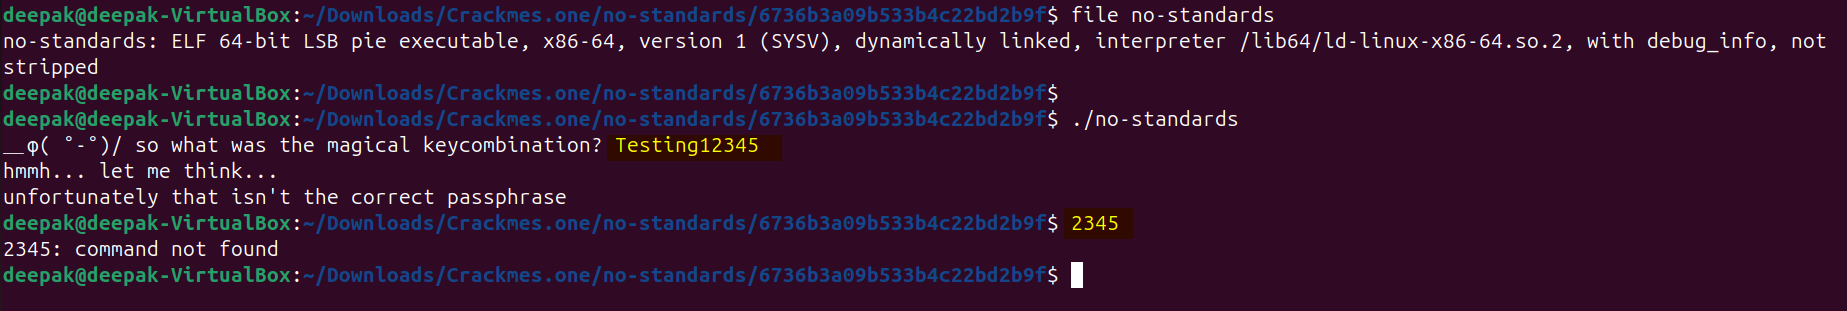 deepak@deepak-VirtualBox:~/Downloads/Crackmes.one/no-standards/6736b3a09b533b4c22bd2b9f$ file no-standards
no-standards: ELF 64-bit LSB pie executable, x86-64, version 1 (SYSV), dynamically linked, interpreter /lib64/ld-linux-x86-64.so.2, with debug_info, not
stripped
deepak@deepak-VirtualBox:~/Downloads/Crackmes.one/no-standards/6736b3a09b533b4c22bd2b9f$
deepak@deepak-VirtualBox:~/Downloads/Crackmes.one/no-standards/6736b3a09b533b4c22bd2b9f$ ./no-standards
__φ( °-°)/ so what was the magical keycombination? Testing12345
hmmh... let me think...
unfortunately that isn't the correct passphrase
deepak@deepak-VirtualBox:~/Downloads/Crackmes.one/no-standards/6736b3a09b533b4c22bd2b9f$ 2345
2345: command not found
deepak@deepak-VirtualBox:~/Downloads/Crackmes.one/no-standards/6736b3a09b533b4c22bd2b9f$